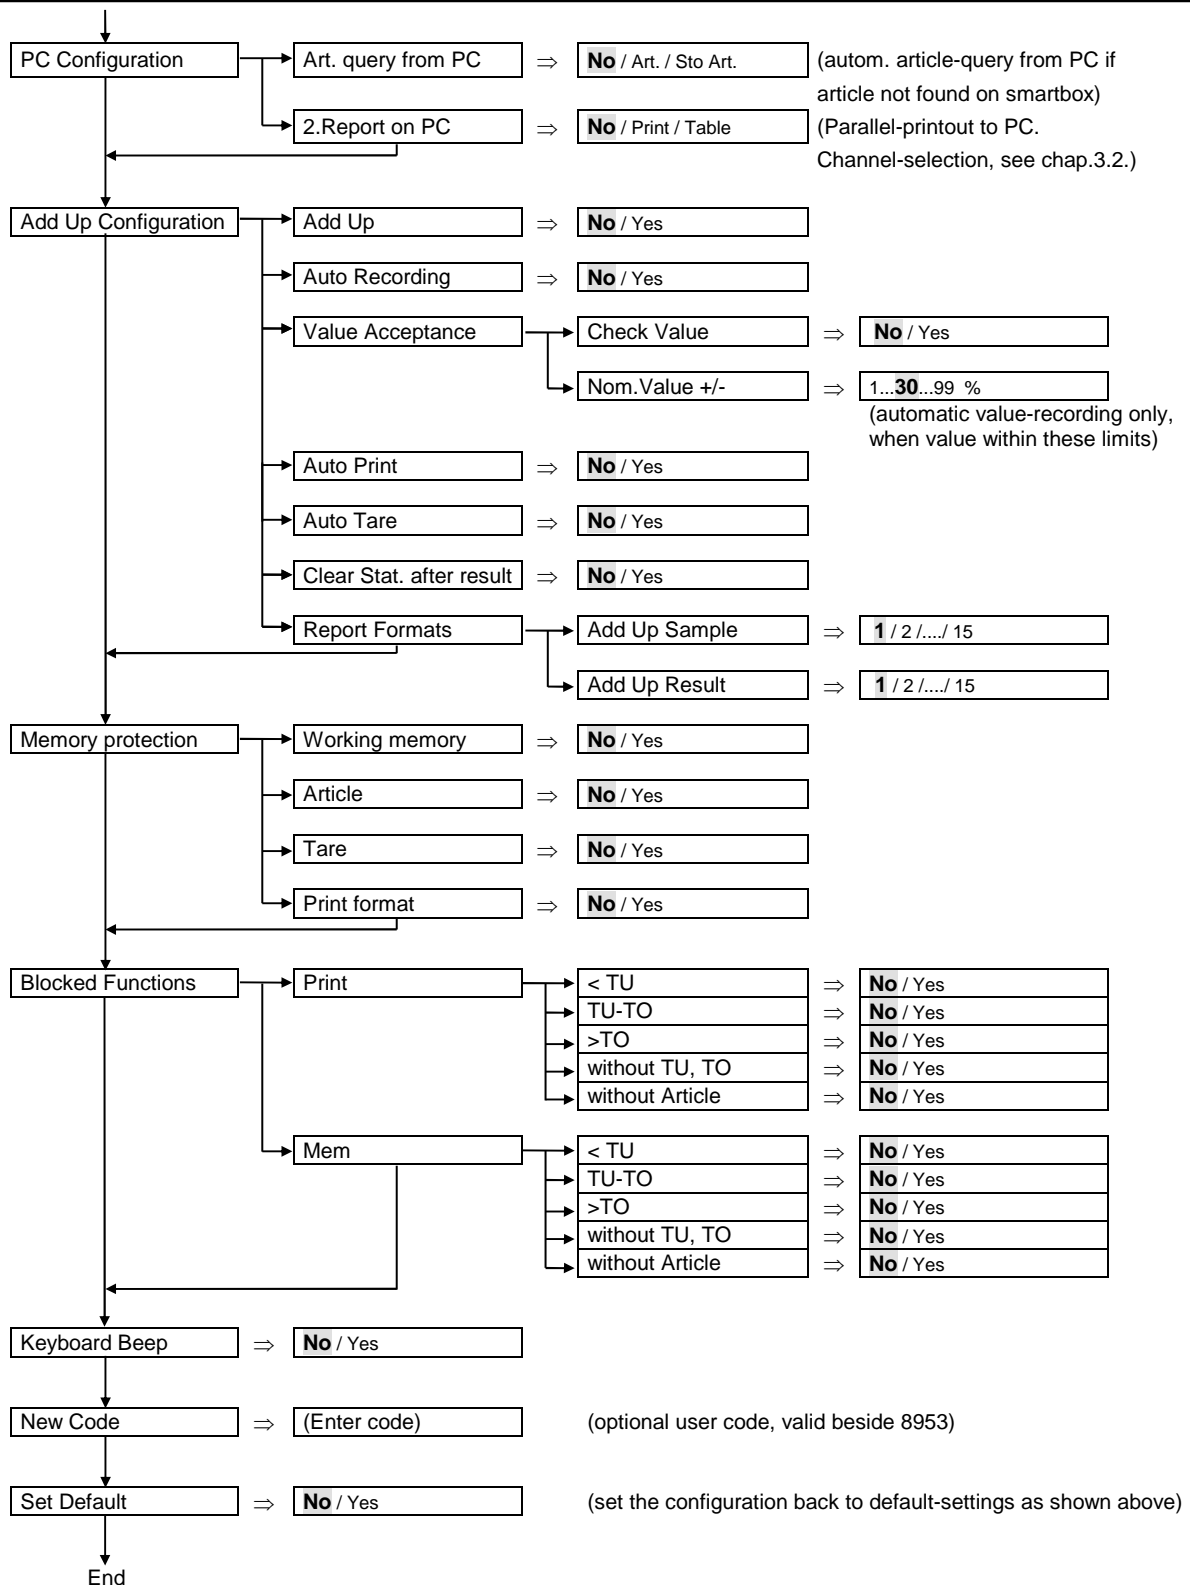 PC Configuration
Art. query from PC ⇒ No / Art. / Sto Art. (autom. article-query from PC if
article not found on smartbox)
2.Report on PC ⇒ No / Print / Table (Parallel-printout to PC.
Channel-selection, see chap.3.2.)
Add Up Configuration
Add Up ⇒ No / Yes
Auto Recording ⇒ No / Yes
Value Acceptance
Check Value ⇒ No / Yes
Nom.Value +/- ⇒ 1...30...99 %
(automatic value-recording only,
when value within these limits)
Auto Print ⇒ No / Yes
Auto Tare ⇒ No / Yes
Clear Stat. after result ⇒ No / Yes
Report Formats
Add Up Sample ⇒ 1 / 2 /..../ 15
Add Up Result ⇒ 1 / 2 /..../ 15
Memory protection
Working memory ⇒ No / Yes
Article ⇒ No / Yes
Tare ⇒ No / Yes
Print format ⇒ No / Yes
Blocked Functions
Print
< TU ⇒ No / Yes
TU-TO ⇒ No / Yes
>TO ⇒ No / Yes
without TU, TO ⇒ No / Yes
without Article ⇒ No / Yes
Mem
< TU ⇒ No / Yes
TU-TO ⇒ No / Yes
>TO ⇒ No / Yes
without TU, TO ⇒ No / Yes
without Article ⇒ No / Yes
Keyboard Beep ⇒ No / Yes
New Code ⇒ (Enter code) (optional user code, valid beside 8953)
Set Default ⇒ No / Yes (set the configuration back to default-settings as shown above)
End